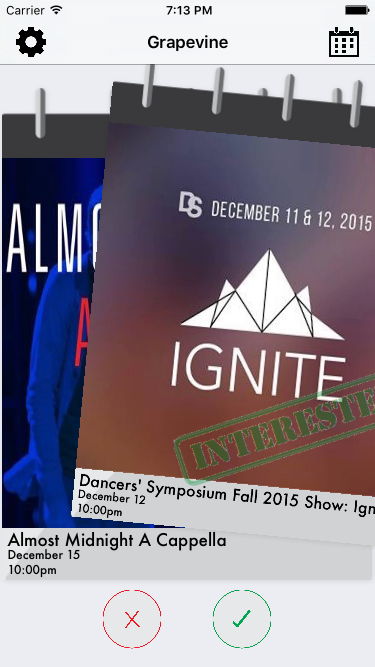 Carrier 7:13 PM
Grapevine
DS DECEMBER 11 & 12, 2015
IGNITE
INTERESTE
Dancers' Symposium Fall 2015 Show: Ign
December 12
10:00pm
ALMO
A
Almost Midnight A Cappella
December 15
10:00pm